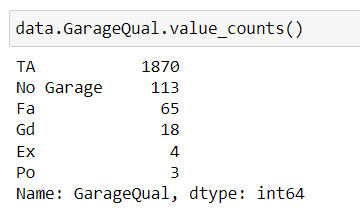 data.GarageQual.value_counts()
TA 1870
No Garage 113
Fa 65
Gd 18
Ex 4
Po 3
Name: GarageQual, dtype: int64